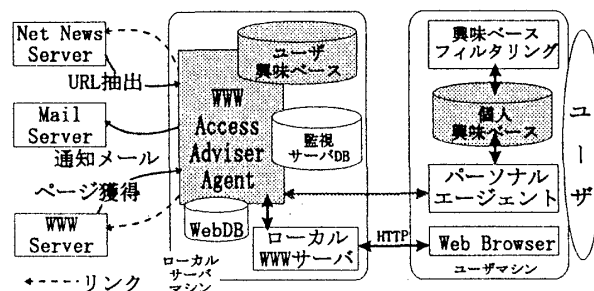 Net News
Server
URL抽出
Mail
Server
通知メール
ページ獲得
WWW
Server
リンク
ユーザ
興味ベース
WWW
Access
Adviser
Agent
監視
サーバDB
WebDB
ローカル
WWWサーバ
ローカル
サーバ
マシン
HTTP
興味ベース
フィルタリング
個人
興味ベース
パーソナル
エージェント
Web Browser
ユーザマシン
ユーザ